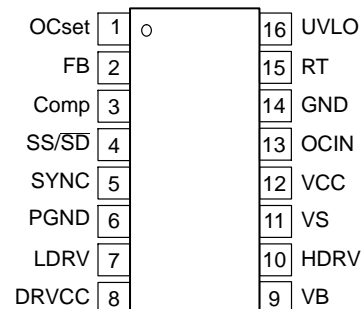 OCset 1 16 UVLO
FB 2 15 RT
Comp 3 14 GND
SS/SD 4 13 OCIN
SYNC 5 12 VCC
PGND 6 11 VS
LDRV 7 10 HDRV
DRVCC 8 9 VB